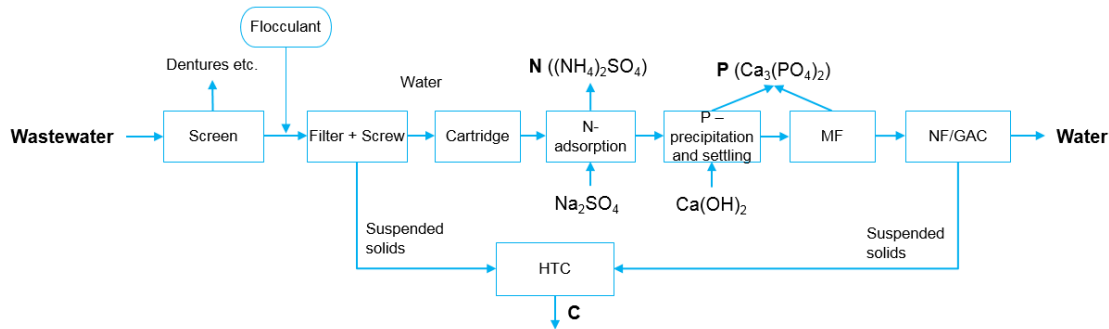 Flocculant
Dentures etc.
Water
N ((NH₄)₂SO₄)
P (Ca₃(PO₄)₂)
Wastewater
Screen
Filter + Screw
Cartridge
N-
adsorption
P –
precipitation
and settling
MF
NF/GAC
Water
Na₂SO₄
Ca(OH)₂
Suspended
solids
Suspended
solids
HTC
C